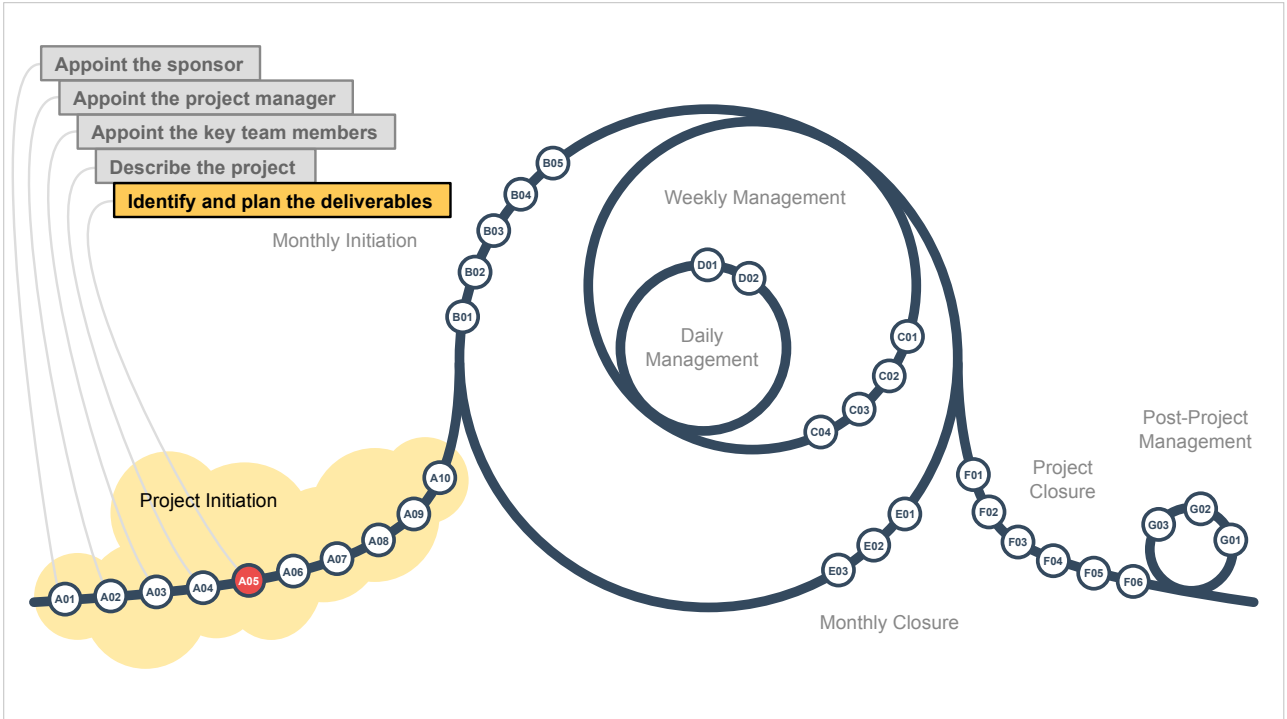 Appoint the sponsor
Appoint the project manager
Appoint the key team members
Describe the project
Identify and plan the deliverables
Monthly Initiation
Weekly Management
Daily
Management
Project Initiation
Monthly Closure
Project
Closure
Post-Project
Management
A01
A02
A03
A04
A05
A06
A07
A08
A09
A10
B01
B02
B03
B04
B05
D01
D02
C01
C02
C03
C04
E01
E02
E03
F01
F02
F03
F04
F05
F06
G03
G02
G01